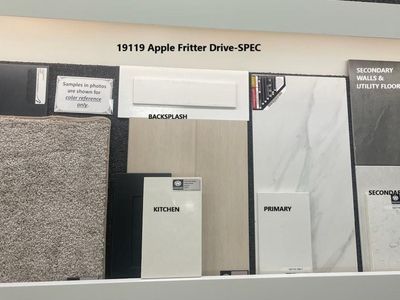 19119 Apple Fritter Drive-SPEC
Samples in photos
are shown for
color reference
only.
BACKSPLASH
SECONDARY
WALLS &
UTILITY FLOOR
KITCHEN
PRIMARY
SECONDAR